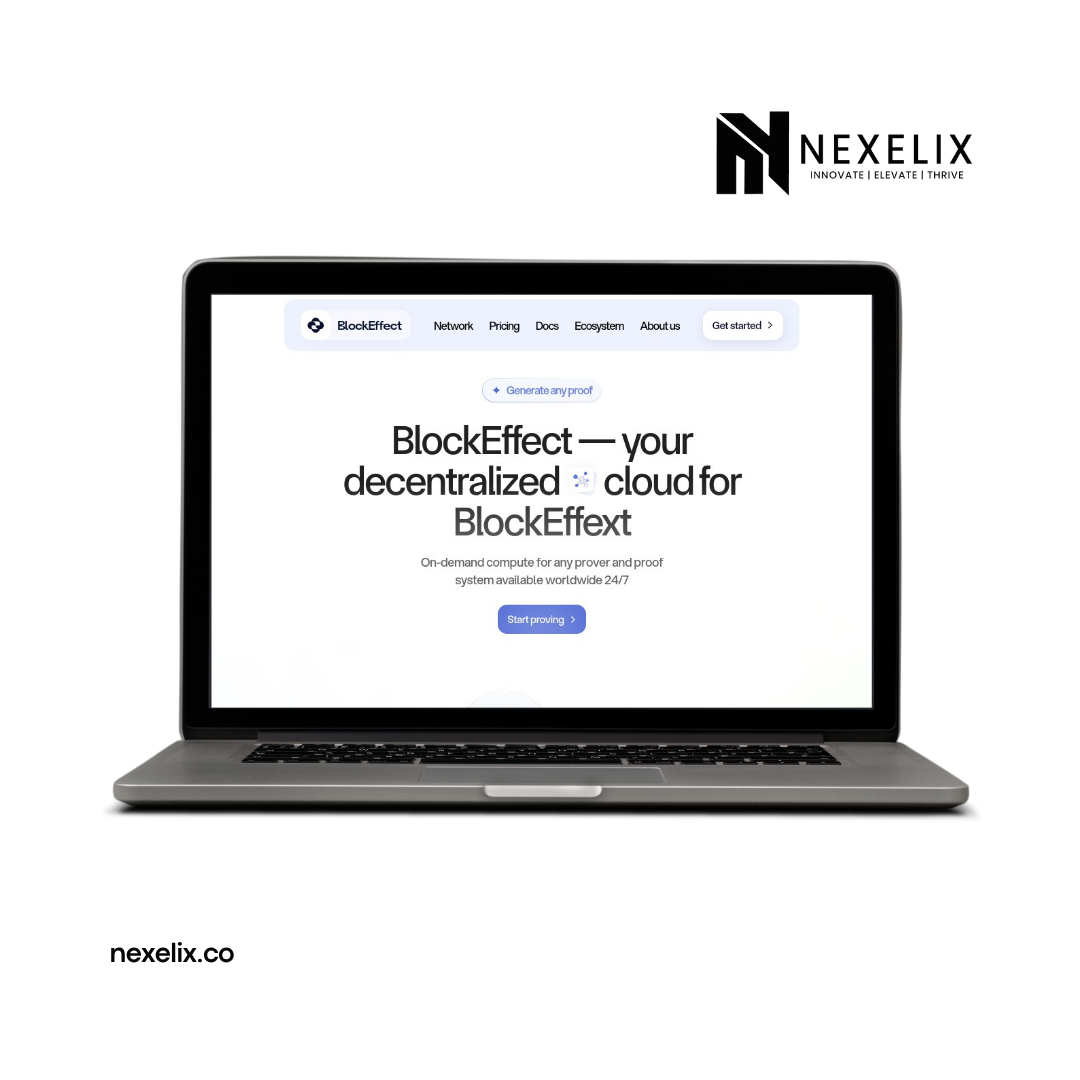 NEXELIX
INNOVATE | ELEVATE | THRIVE
BlockEffect
Network
Pricing
Docs
Ecosystem
About us
Get started
Generate any proof
BlockEffect — your
decentralized cloud for
BlockEffext
On-demand compute for any prover and proof
system available worldwide 24/7
Start proving
nexelix.co